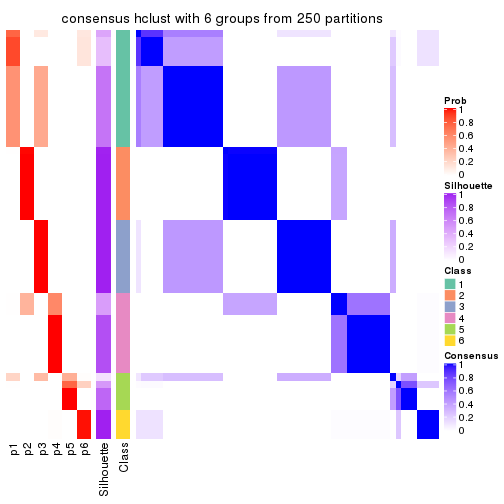 consensus hclust with 6 groups from 250 partitions
Prob
1
0.8
0.6
0.4
0.2
0
Silhouette
1
0.8
0.6
0.4
0.2
0
Class
1
2
3
4
5
6
Consensus
1
0.8
0.6
0.4
0.2
0
p1
p2
p3
p4
p5
p6
Silhouette
Class